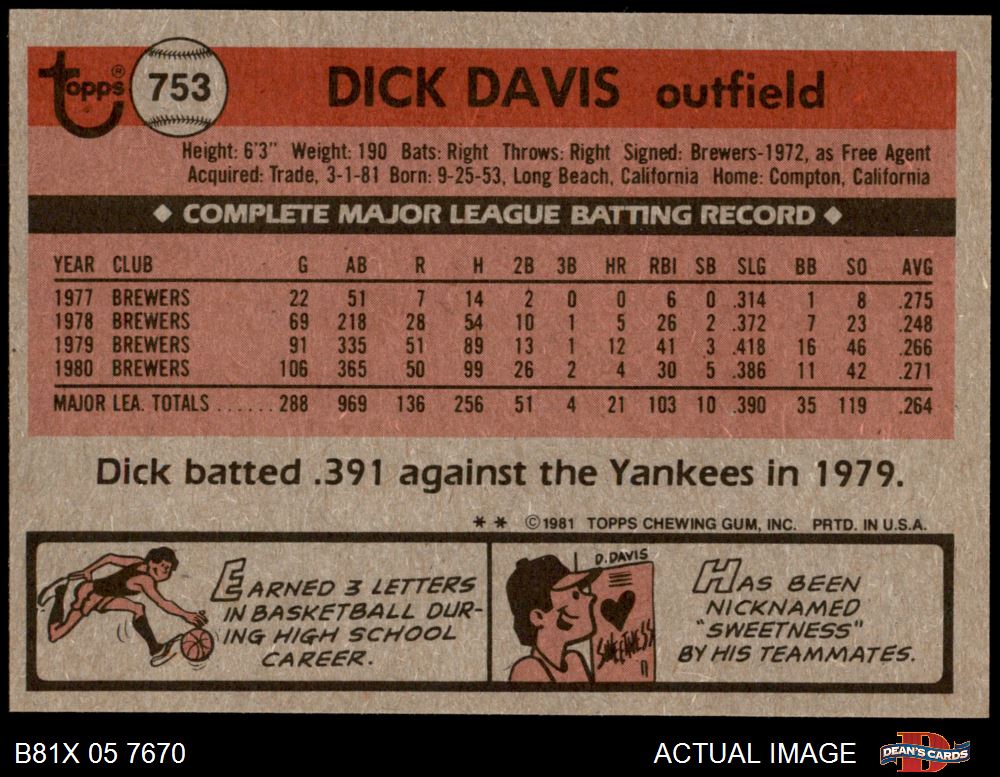 topps®
753
DICK DAVIS outfield
Height: 6'3" Weight: 190 Bats: Right Throws: Right Signed: Brewers-1972, as Free Agent
Acquired: Trade, 3-1-81 Born: 9-25-53, Long Beach, California Home: Compton, California
◆ COMPLETE MAJOR LEAGUE BATTING RECORD ◆
YEAR CLUB G AB R H 2B 3B HR RBI SB SLG BB SO AVG
1977 BREWERS 22 51 7 14 2 0 0 6 0 .314 1 8 .275
1978 BREWERS 69 218 28 54 10 1 5 26 2 .372 7 23 .248
1979 BREWERS 91 335 51 89 13 1 12 41 3 .418 16 46 .266
1980 BREWERS 106 365 50 99 26 2 4 30 5 .386 11 42 .271
MAJOR LEA. TOTALS ...... 288 969 136 256 51 4 21 103 10 .390 35 119 .264
Dick batted .391 against the Yankees in 1979.
** ©1981 TOPPS CHEWING GUM, INC. PRTD. IN U.S.A.
EARNED 3 LETTERS
IN BASKETBALL DUR-
ING HIGH SCHOOL
CAREER.
D. DAVIS
SWEETNESS
HAS BEEN
NICKNAMED
"SWEETNESS"
BY HIS TEAMMATES.
B81X 05 7670
ACTUAL IMAGE
DEAN'S CARDS